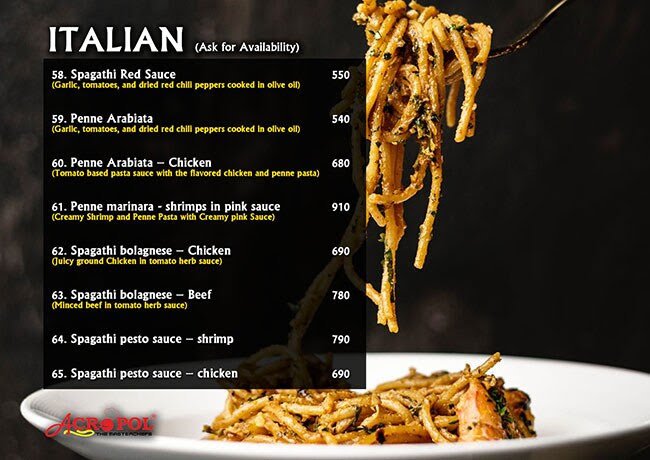 ITALIAN (Ask for Availability)
58. Spagathi Red Sauce 550
(Garlic, tomatoes, and dried red chili peppers cooked in olive oil)
59. Penne Arabiata 540
(Garlic, tomatoes, and dried red chili peppers cooked in olive oil)
60. Penne Arabiata – Chicken 680
(Tomato based pasta sauce with the flavored chicken and penne pasta)
61. Penne marinara - shrimps in pink sauce 910
(Creamy Shrimp and Penne Pasta with Creamy pink Sauce)
62. Spagathi bolagnese – Chicken 690
(Juicy ground Chicken in tomato herb sauce)
63. Spagathi bolagnese – Beef 780
(Minced beef in tomato herb sauce)
64. Spagathi pesto sauce – shrimp 790
65. Spagathi pesto sauce – chicken 690
ACROPOL
THE MASTERCHEFS